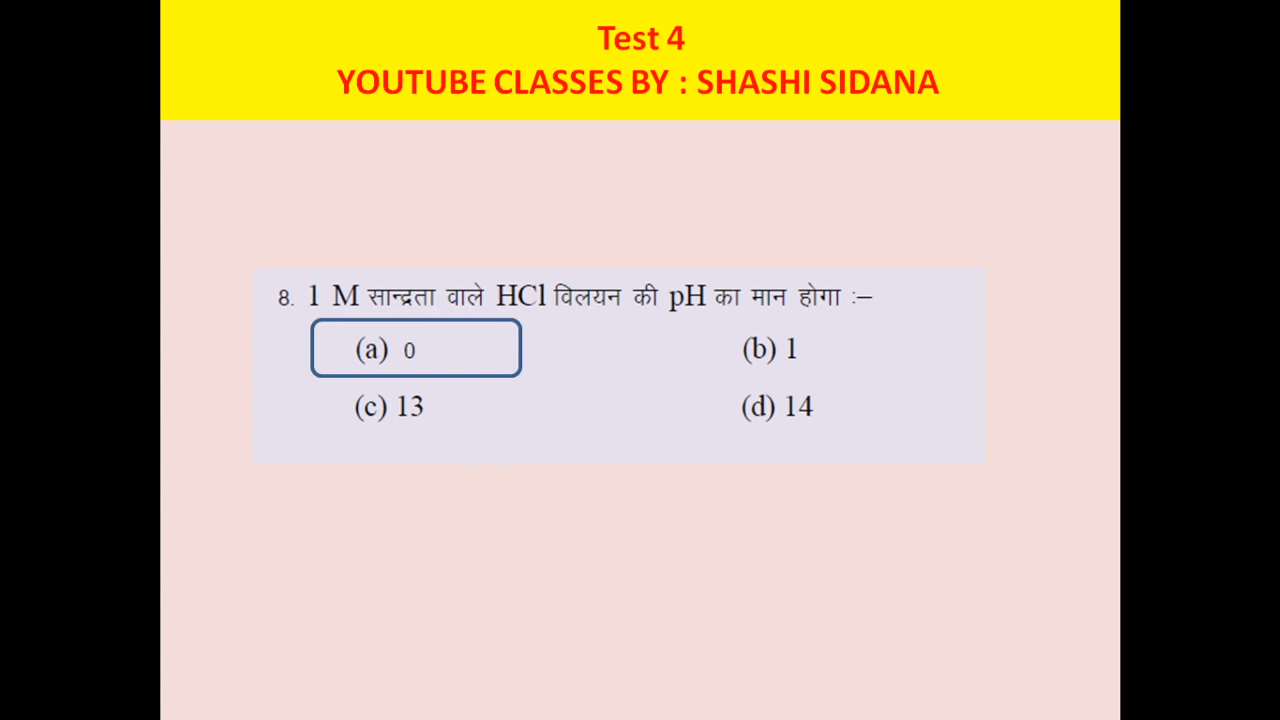 Test 4
YOUTUBE CLASSES BY : SHASHI SIDANA
8. 1 M सान्द्रता वाले HCl विलयन की pH का मान होगा :–
(a) 0 (b) 1
(c) 13 (d) 14